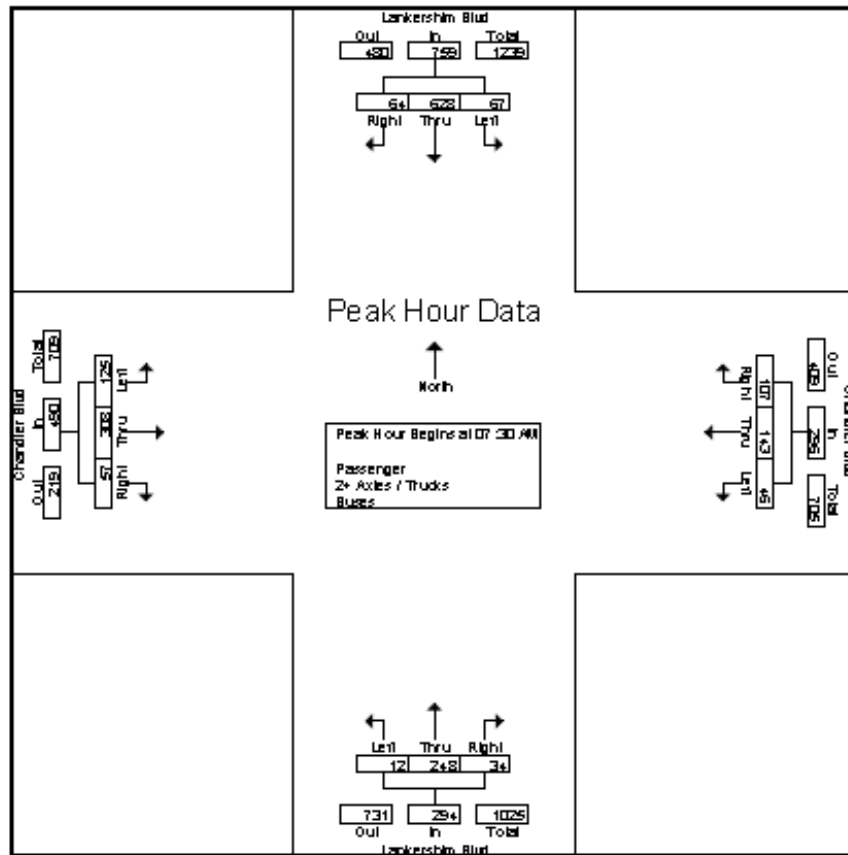 Lankershim Blvd
Out In Total
480 759 1239
64 628 67
Right Thru Left
Peak Hour Data
North
Peak Hour Begins at 07:30 AM
Passenger
2+ Axles / Trucks
Buses
Chandler Blvd
Out In Total
219 490 709
Right Thru Left
57 308 125
Right Thru Left
107 143 46
Out In Total
409 296 705
Left Thru Right
12 248 34
731 294 1025
Out In Total
Lankershim Blvd